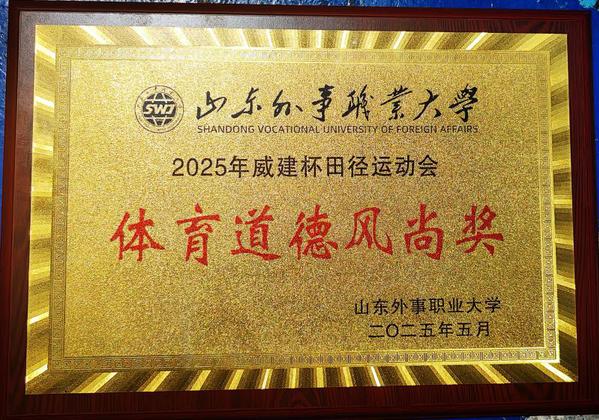 SWJ
山东外事職業大學
SHANDONG VOCATIONAL UNIVERSITY OF FOREIGN AFFAIRS
2025年威建杯田径运动会
体育道德风尚奖
山东外事职业大学
二〇二五年五月